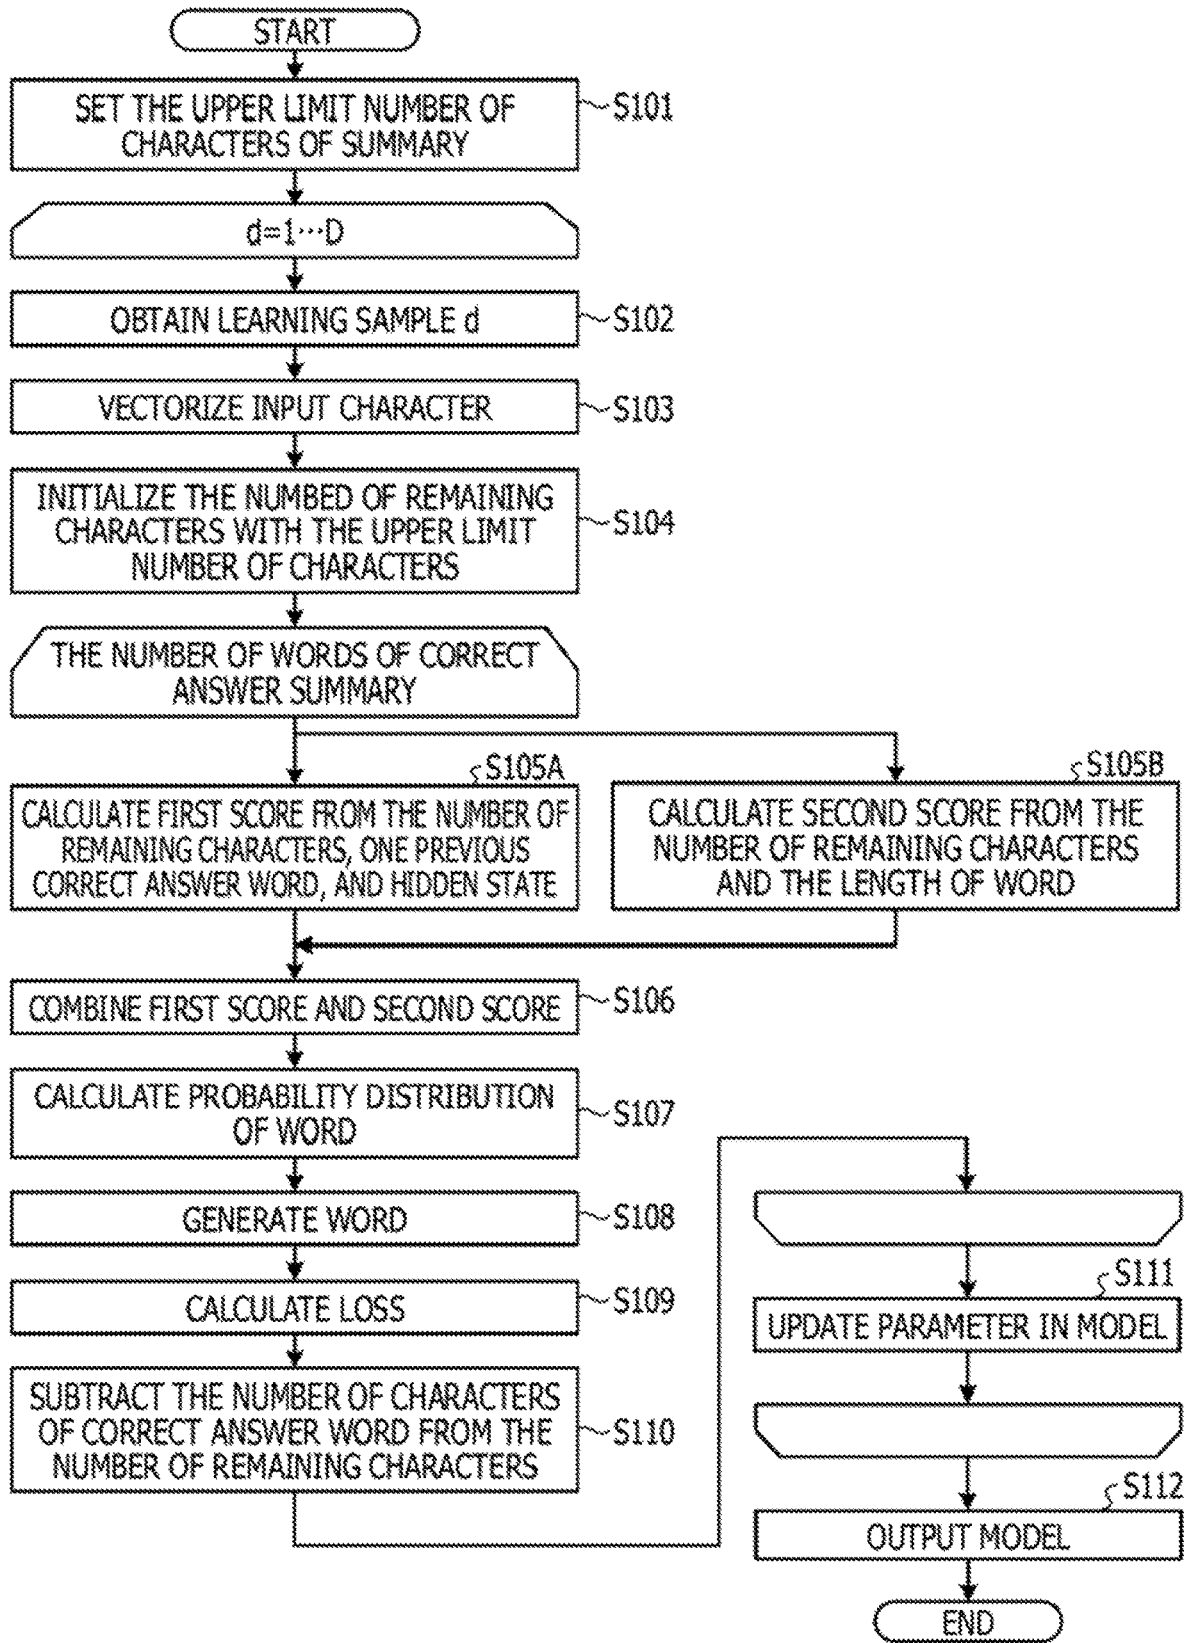 START
SET THE UPPER LIMIT NUMBER OF
CHARACTERS OF SUMMARY
S101
d=1⋯D
OBTAIN LEARNING SAMPLE d
S102
VECTORIZE INPUT CHARACTER
S103
INITIALIZE THE NUMBED OF REMAINING
CHARACTERS WITH THE UPPER LIMIT
NUMBER OF CHARACTERS
S104
THE NUMBER OF WORDS OF CORRECT
ANSWER SUMMARY
S105A
CALCULATE FIRST SCORE FROM THE NUMBER OF
REMAINING CHARACTERS, ONE PREVIOUS
CORRECT ANSWER WORD, AND HIDDEN STATE
S105B
CALCULATE SECOND SCORE FROM THE
NUMBER OF REMAINING CHARACTERS
AND THE LENGTH OF WORD
COMBINE FIRST SCORE AND SECOND SCORE
S106
CALCULATE PROBABILITY DISTRIBUTION
OF WORD
S107
GENERATE WORD
S108
CALCULATE LOSS
S109
SUBTRACT THE NUMBER OF CHARACTERS
OF CORRECT ANSWER WORD FROM THE
NUMBER OF REMAINING CHARACTERS
S110
S111
UPDATE PARAMETER IN MODEL
S112
OUTPUT MODEL
END